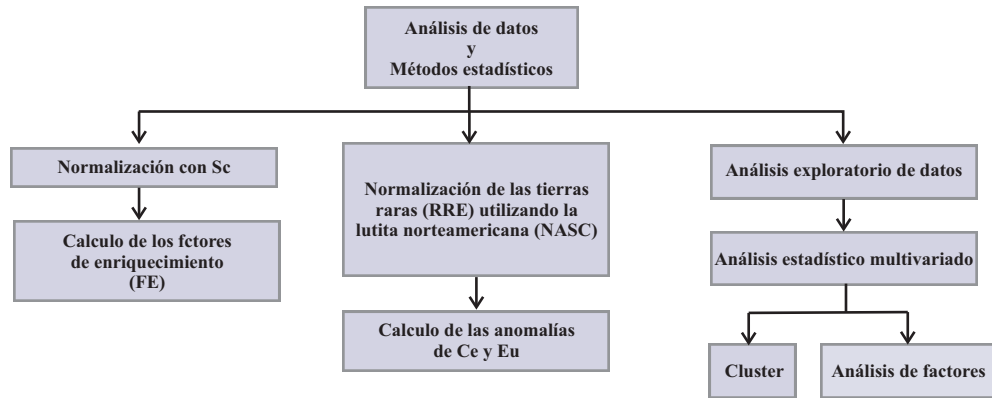 Análisis de datos
y
Métodos estadísticos
Normalización con Sc
Calculo de los fctores
de enriquecimiento
(FE)
Normalización de las tierras
raras (RRE) utilizando la
lutita norteamericana (NASC)
Calculo de las anomalías
de Ce y Eu
Análisis exploratorio de datos
Análisis estadístico multivariado
Cluster
Análisis de factores